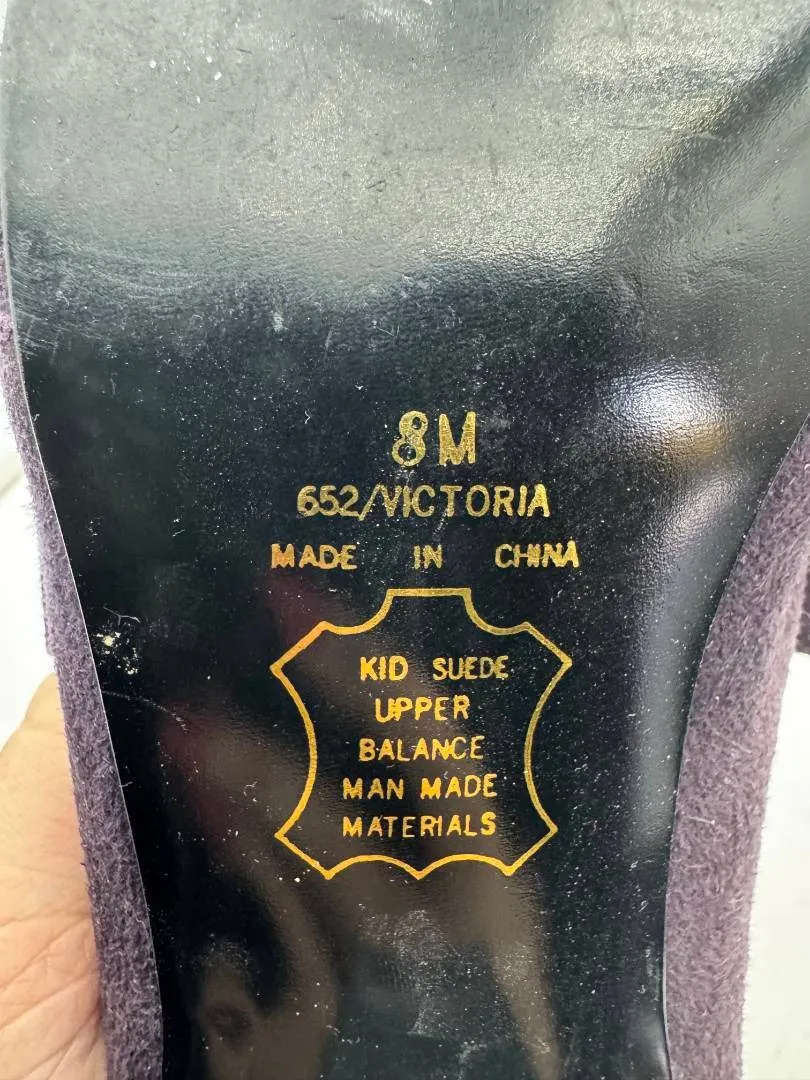 8M
652/VICTORIA
MADE IN CHINA
KID SUEDE
UPPER
BALANCE
MAN MADE
MATERIALS